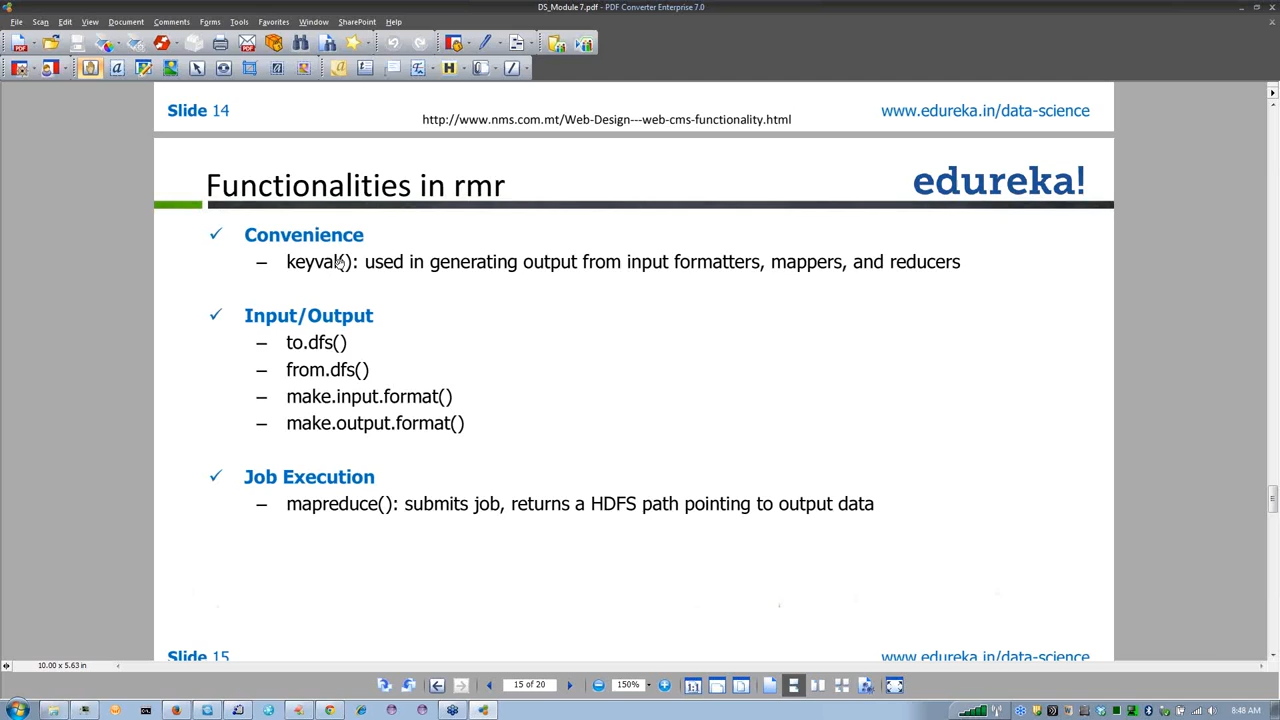 DS_Module 7.pdf - PDF Converter Enterprise 7.0
File Scan Edit View Document Comments Forms Tools Favorites Window SharePoint Help
Slide 14
http://www.nms.com.mt/Web-Design---web-cms-functionality.html
www.edureka.in/data-science
Functionalities in rmr
edureka!
✓ Convenience
– keyval(): used in generating output from input formatters, mappers, and reducers
✓ Input/Output
– to.dfs()
– from.dfs()
– make.input.format()
– make.output.format()
✓ Job Execution
– mapreduce(): submits job, returns a HDFS path pointing to output data
Slide 15
www.edureka.in/data-science
10.00 x 5.63 in
15 of 20
150%
1:1
8:48 AM